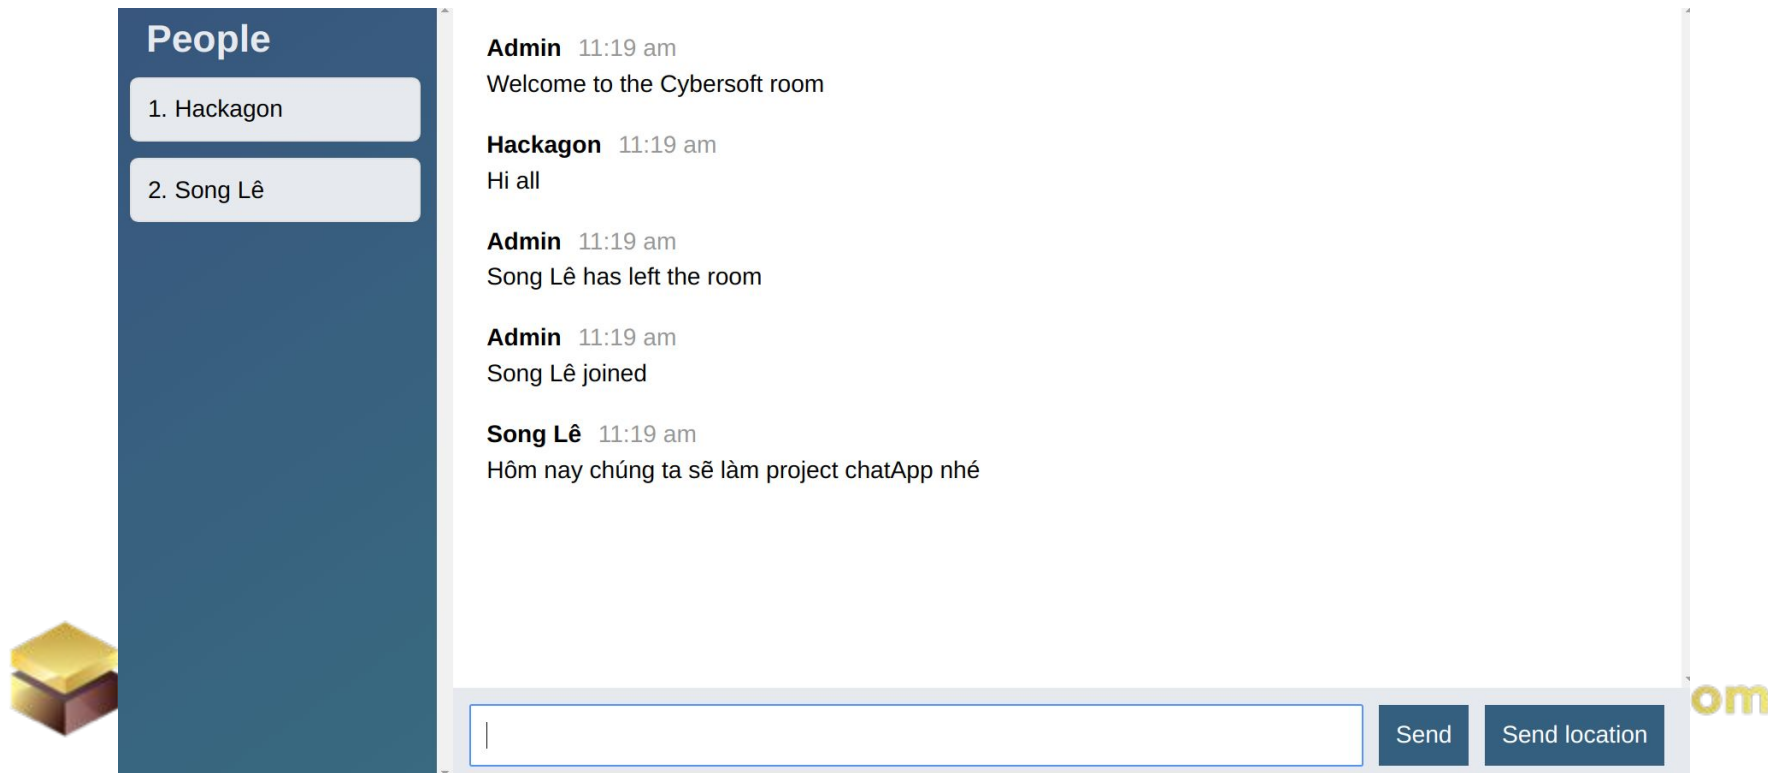 People
1. Hackagon
2. Song Lê
Admin 11:19 am
Welcome to the Cybersoft room
Hackagon 11:19 am
Hi all
Admin 11:19 am
Song Lê has left the room
Admin 11:19 am
Song Lê joined
Song Lê 11:19 am
Hôm nay chúng ta sẽ làm project chatApp nhé
Send
Send location
om